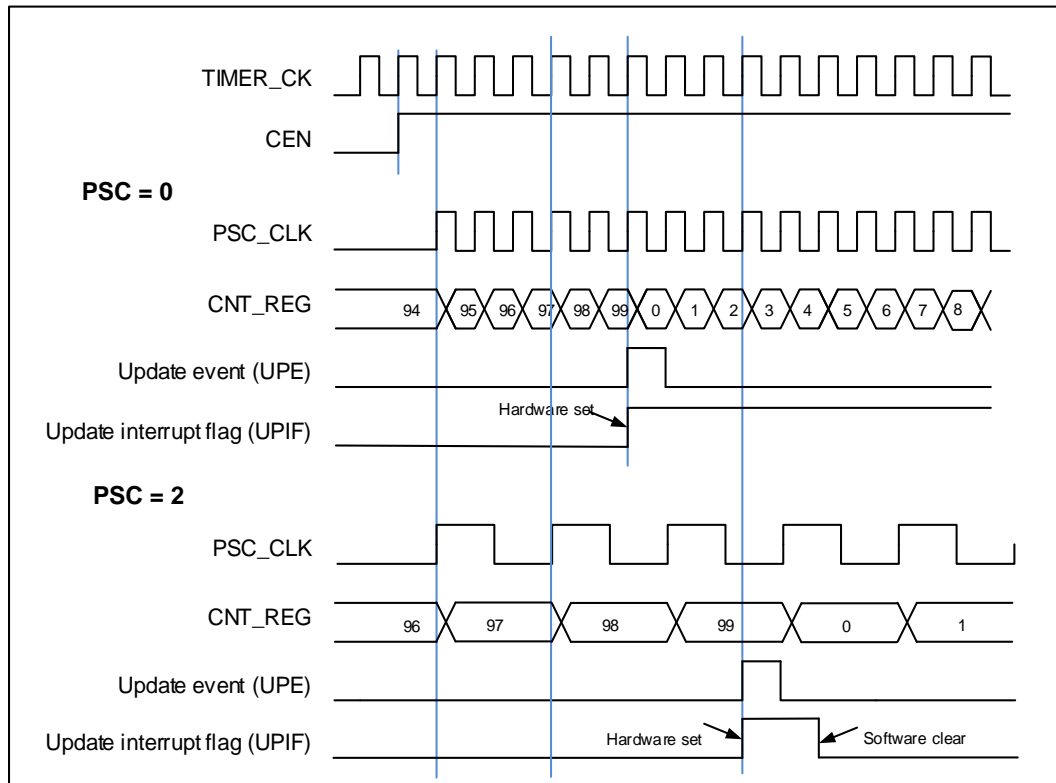 TIMER_CK
CEN
PSC = 0
PSC_CLK
CNT_REG 94 95 96 97 98 99 0 1 2 3 4 5 6 7 8
Update event (UPE)
Hardware set
Update interrupt flag (UPIF)
PSC = 2
PSC_CLK
CNT_REG 96 97 98 99 0 1
Update event (UPE)
Update interrupt flag (UPIF) Hardware set Software clear